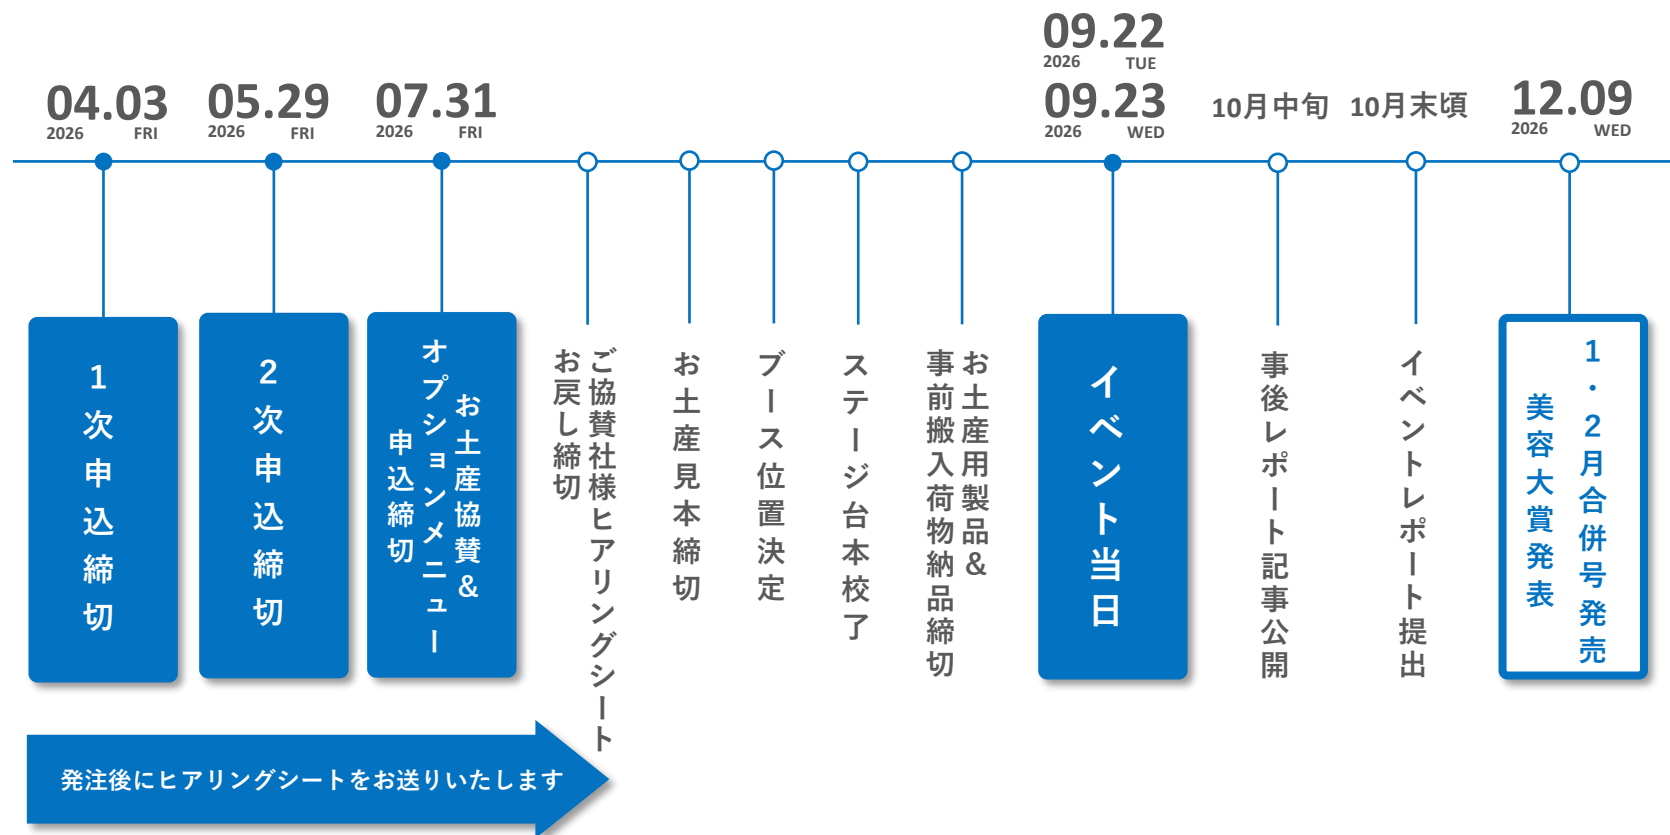 04.03
2026 FRI
05.29
2026 FRI
07.31
2026 FRI
09.22
2026 TUE
09.23
2026 WED
10月中旬
10月末頃
12.09
2026 WED
1次申込締切
2次申込締切
お土産協賛&
オプションメニュー
申込締切
ご協賛社様ヒアリングシート
お戻し締切
お土産見本締切
ブース位置決定
ステージ台本校了
お土産用製品&
事前搬入荷物納品締切
イベント当日
事後レポート記事公開
イベントレポート提出
1・2月合併号発売
美容大賞発表
発注後にヒアリングシートをお送りいたします